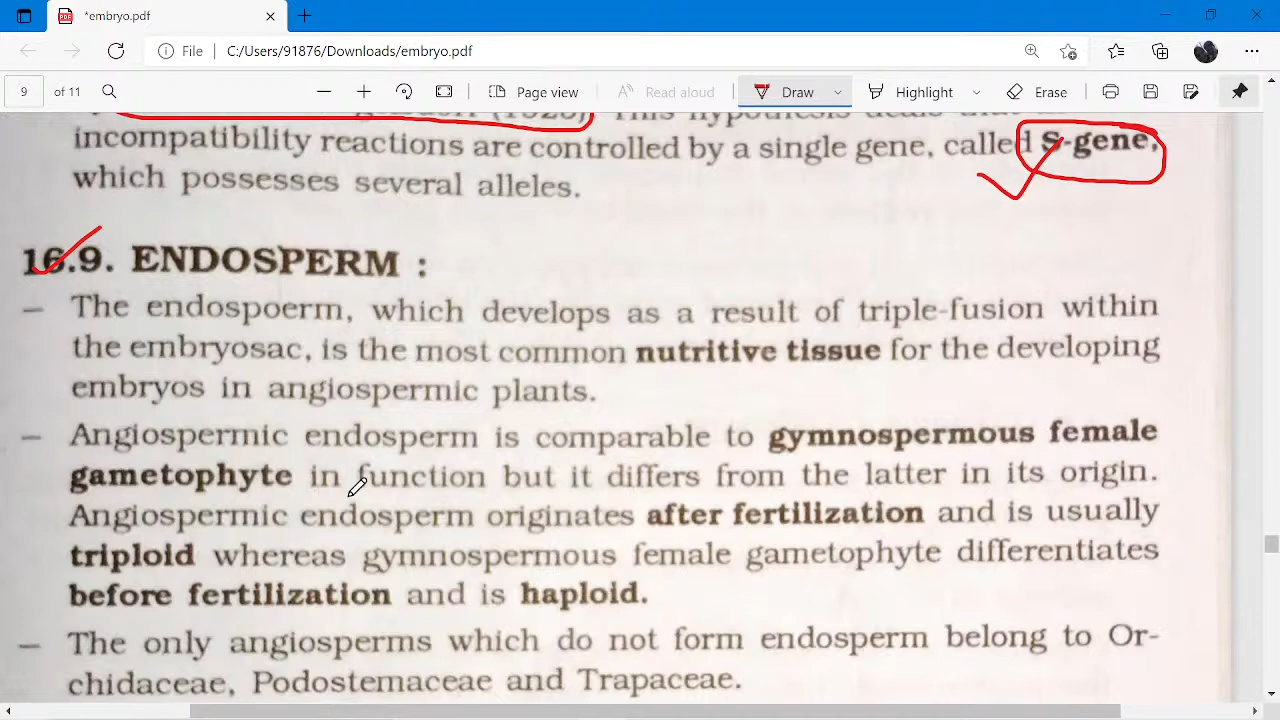 *embryo.pdf
File C:/Users/91876/Downloads/embryo.pdf
9 of 11 Page view Read aloud Draw Highlight Erase
incompatibility reactions are controlled by a single gene, called S-gene,
which possesses several alleles.
16.9. ENDOSPERM :
– The endospoerm, which develops as a result of triple-fusion within
the embryosac, is the most common nutritive tissue for the developing
embryos in angiospermic plants.
– Angiospermic endosperm is comparable to gymnospermous female
gametophyte in function but it differs from the latter in its origin.
Angiospermic endosperm originates after fertilization and is usually
triploid whereas gymnospermous female gametophyte differentiates
before fertilization and is haploid.
– The only angiosperms which do not form endosperm belong to Or-
chidaceae, Podostemaceae and Trapaceae.